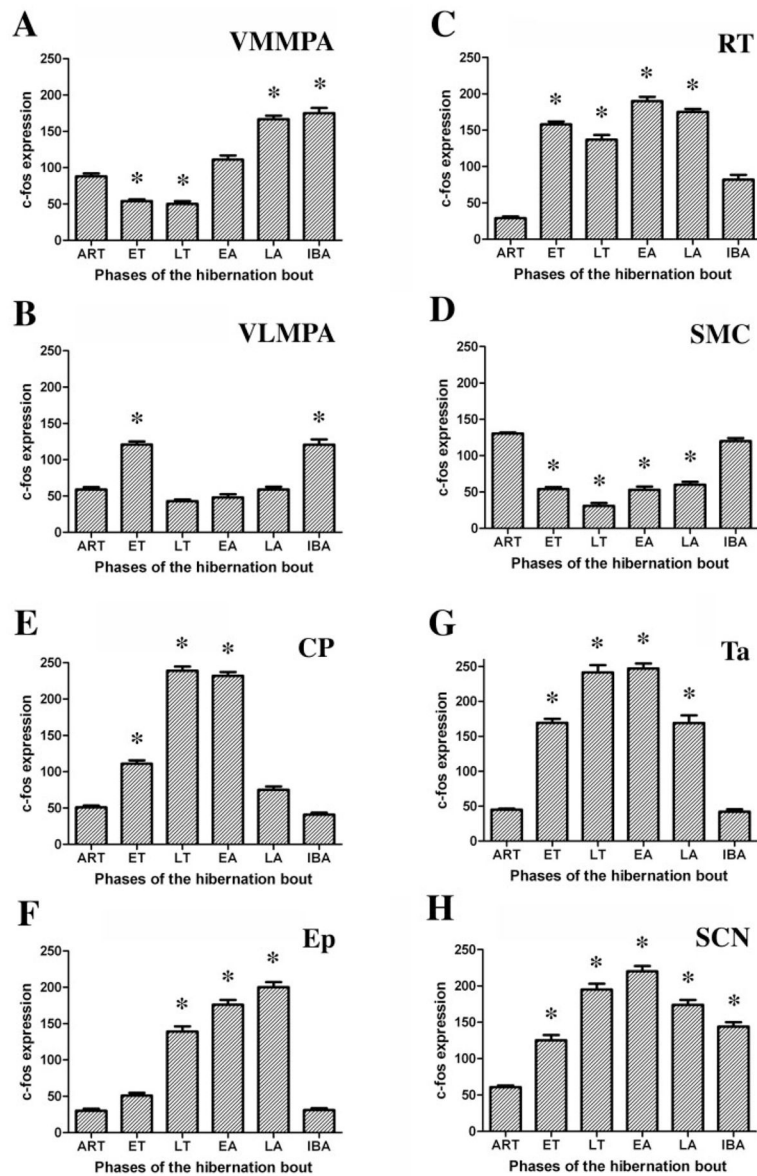 A
VMMPA
c-fos expression
250
200
150
100
50
0
* * * *
ART ET LT EA LA IBA
Phases of the hibernation bout
C
RT
c-fos expression
250
200
150
100
50
0
* * * *
ART ET LT EA LA IBA
Phases of the hibernation bout
B
VLMPA
c-fos expression
250
200
150
100
50
0
* *
ART ET LT EA LA IBA
Phases of the hibernation bout
D
SMC
c-fos expression
250
200
150
100
50
0
* * * *
ART ET LT EA LA IBA
Phases of the hibernation bout
E
CP
c-fos expression
250
200
150
100
50
0
* * *
ART ET LT EA LA IBA
Phases of the hibernation bout
G
Ta
c-fos expression
250
200
150
100
50
0
* * * *
ART ET LT EA LA IBA
Phases of the hibernation bout
F
Ep
c-fos expression
250
200
150
100
50
0
* * *
ART ET LT EA LA IBA
Phases of the hibernation bout
H
SCN
c-fos expression
250
200
150
100
50
0
* * * * *
ART ET LT EA LA IBA
Phases of the hibernation bout